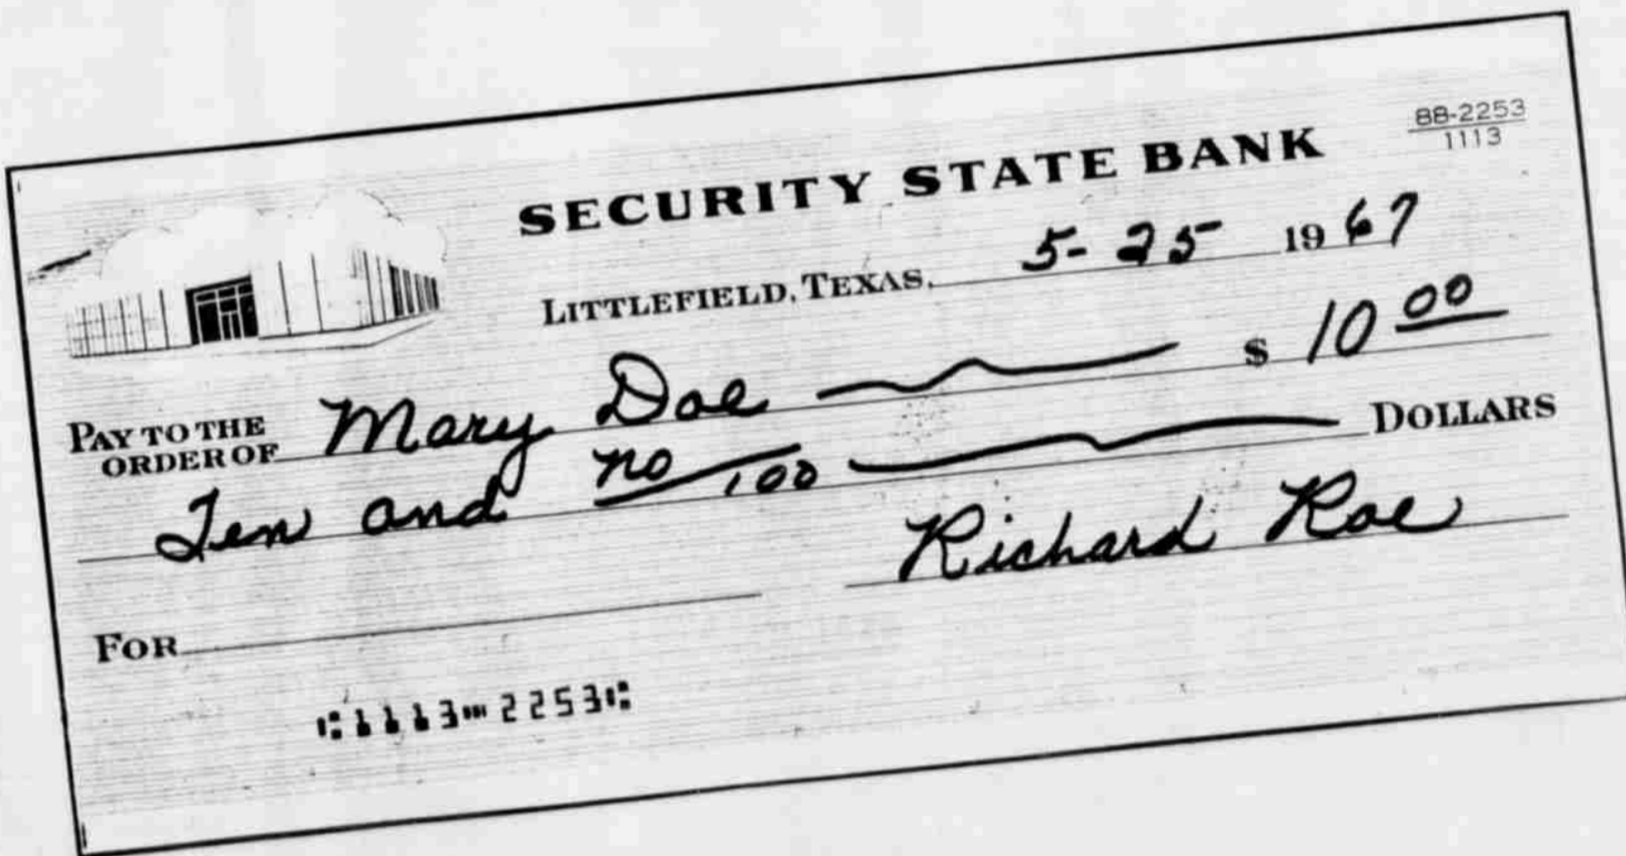 88-2253
1113
SECURITY STATE BANK
LITTLEFIELD, TEXAS, 5-25 1967
PAY TO THE ORDER OF Mary Doe $ 10 00
Ten and no/100 DOLLARS
Richard Roe
FOR
⑆1113⑉2253⑆